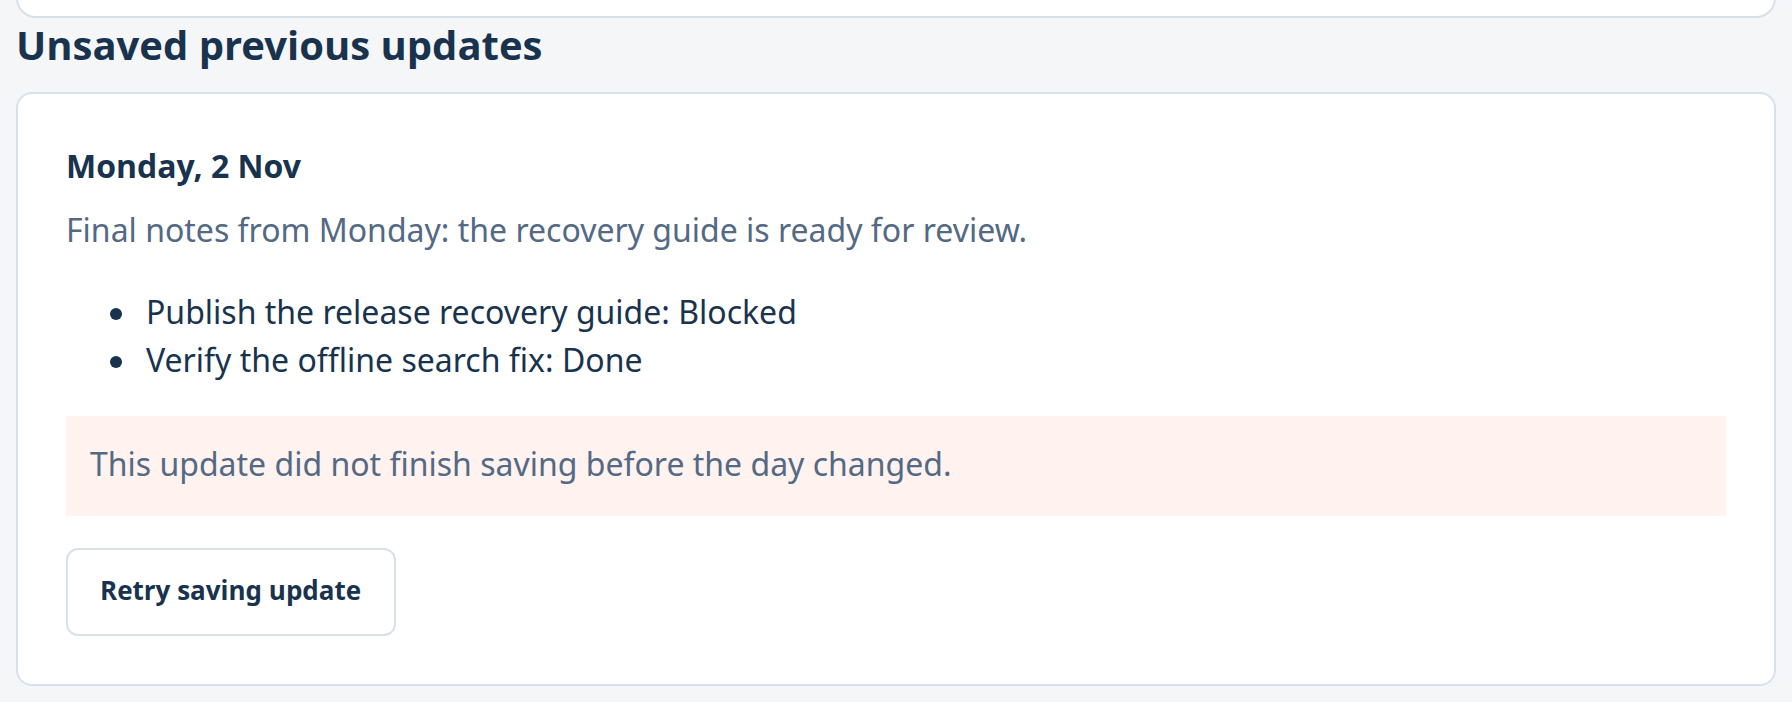 Unsaved previous updates
Monday, 2 Nov
Final notes from Monday: the recovery guide is ready for review.
Publish the release recovery guide: Blocked
Verify the offline search fix: Done
This update did not finish saving before the day changed.
Retry saving update